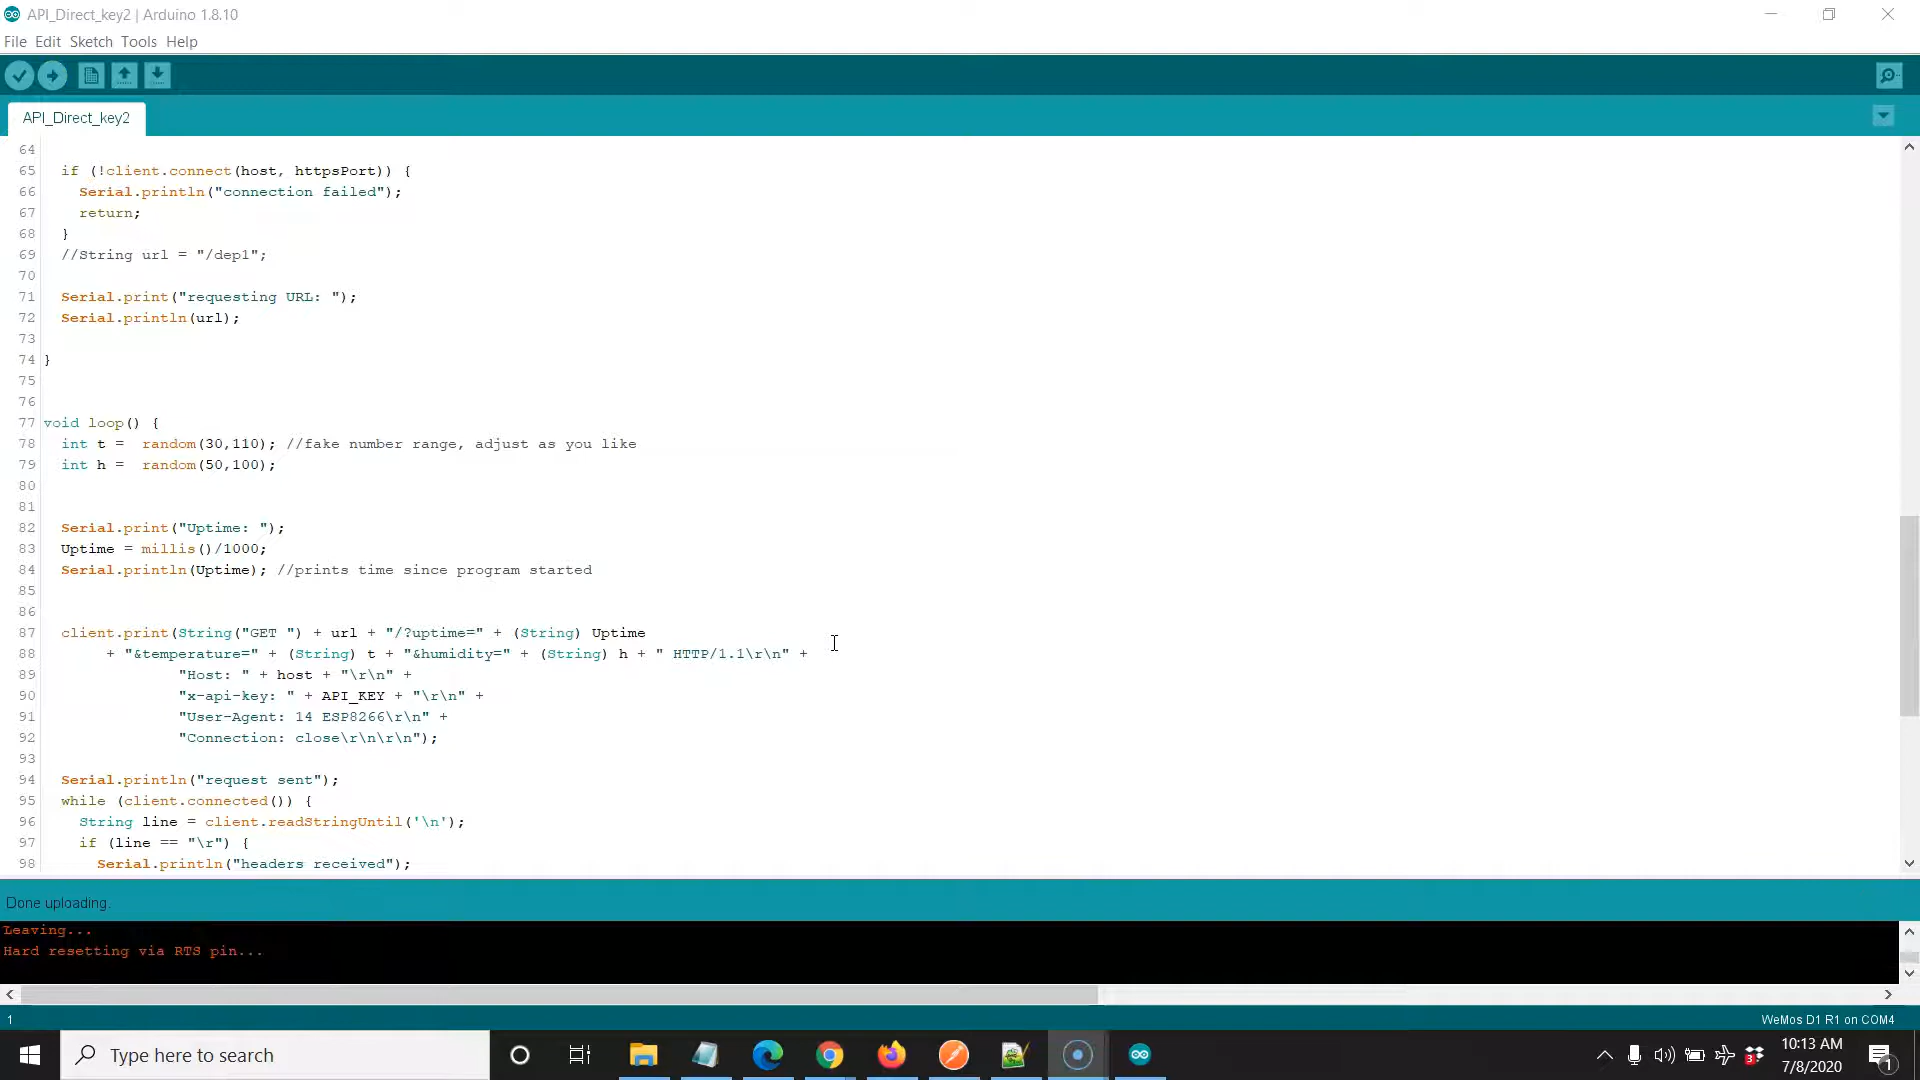 API_Direct_key2 | Arduino 1.8.10
File Edit Sketch Tools Help
API_Direct_key2
64
65 if (!client.connect(host, httpsPort)) {
66 Serial.println("connection failed");
67 return;
68 }
69 //String url = "/dep1";
70
71 Serial.print("requesting URL: ");
72 Serial.println(url);
73
74 }
75
76
77 void loop() {
78 int t =  random(30,110); //fake number range, adjust as you like
79 int h =  random(50,100);
80
81
82 Serial.print("Uptime: ");
83 Uptime = millis()/1000;
84 Serial.println(Uptime); //prints time since program started
85
86
87 client.print(String("GET ") + url + "/?uptime=" + (String) Uptime
88 + "&temperature=" + (String) t + "&humidity=" + (String) h + " HTTP/1.1\r\n" +
89 "Host: " + host + "\r\n" +
90 "x-api-key: " + API_KEY + "\r\n" +
91 "User-Agent: 14 ESP8266\r\n" +
92 "Connection: close\r\n\r\n");
93
94 Serial.println("request sent");
95 while (client.connected()) {
96 String line = client.readStringUntil('\n');
97 if (line == "\r") {
98 Serial.println("headers received");
Done uploading.
Leaving...
Hard resetting via RTS pin...
1 WeMos D1 R1 on COM4
Type here to search
3
10:13 AM
7/8/2020
1